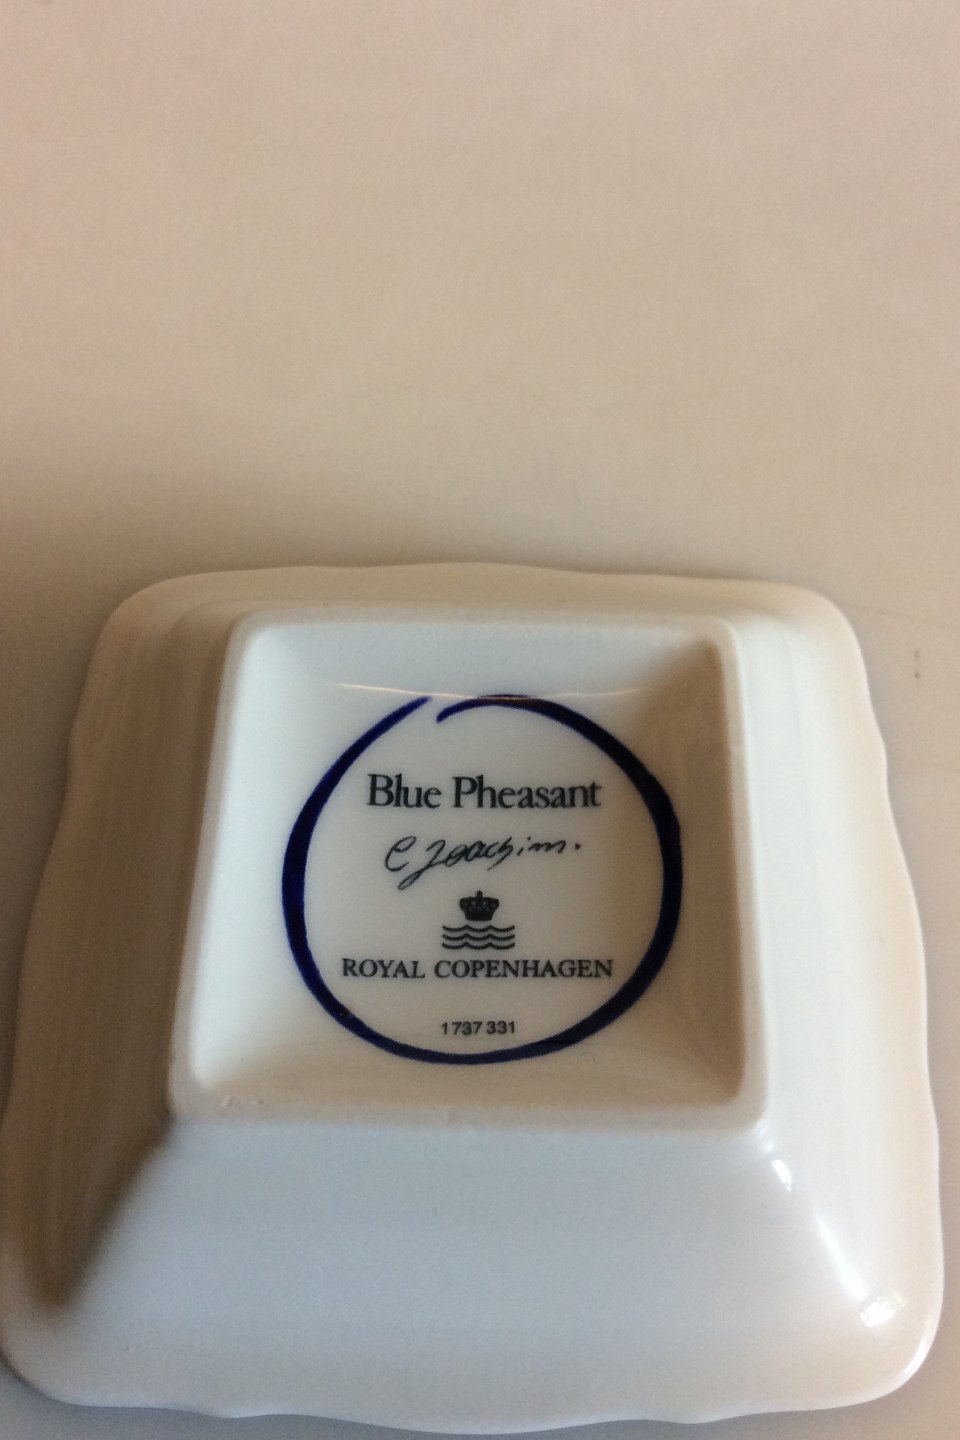 Blue Pheasant
C Joachim.
ROYAL COPENHAGEN
1737 331